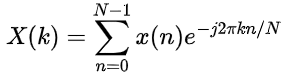 X(k) = \sum_{n=0}^{N-1} x(n)e^{-j2\pi kn/N}